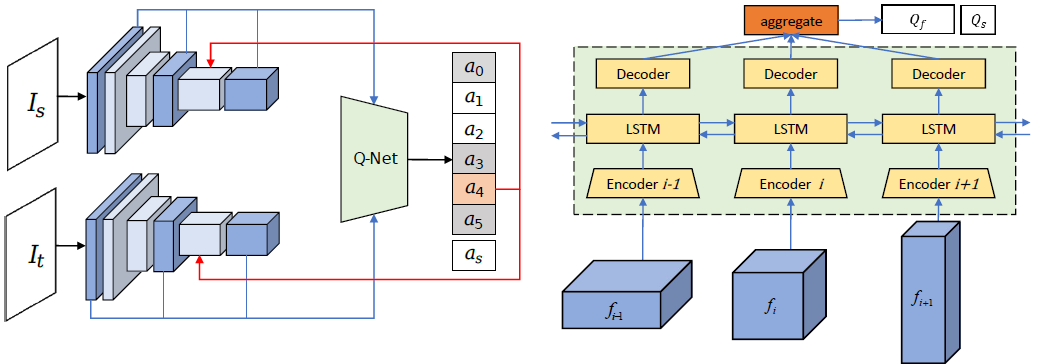 I_s
I_t
Q-Net
a_0
a_1
a_2
a_3
a_4
a_5
a_s
aggregate
Q_f
Q_s
Decoder
Decoder
Decoder
LSTM
LSTM
LSTM
Encoder i-1
Encoder i
Encoder i+1
f_{i-1}
f_i
f_{i+1}